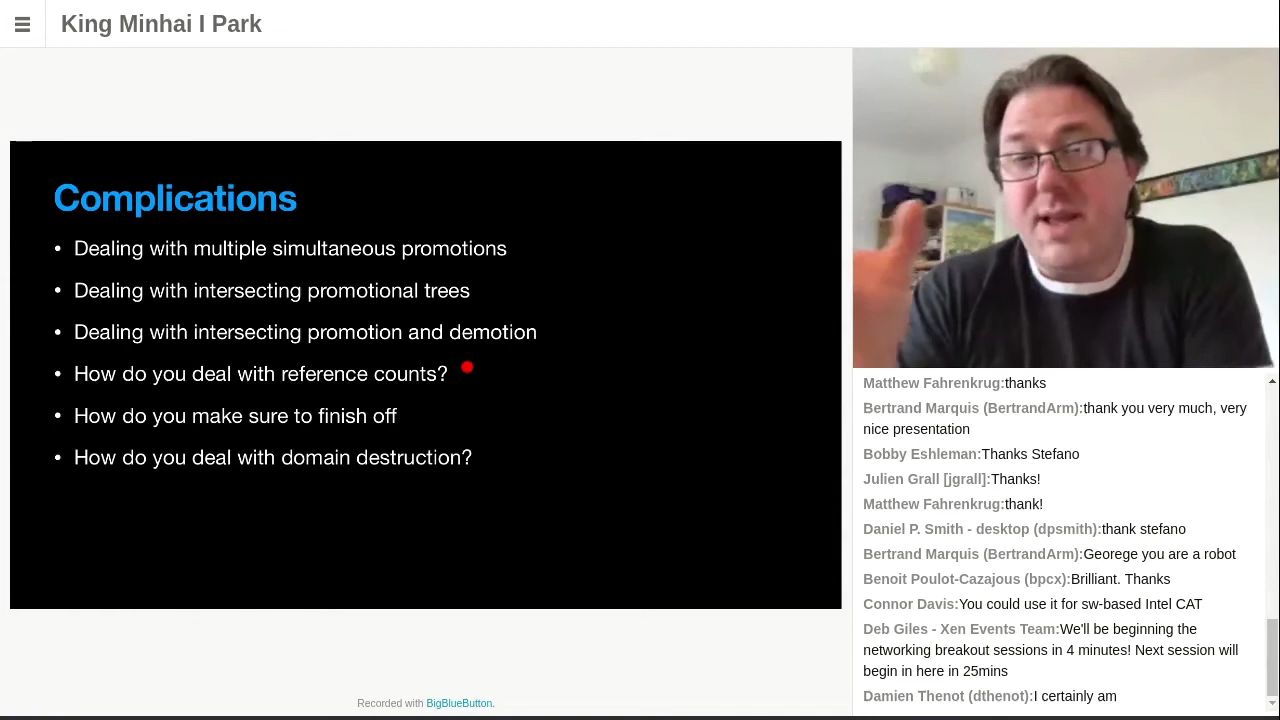 King Minhai I Park
Complications
• Dealing with multiple simultaneous promotions
• Dealing with intersecting promotional trees
• Dealing with intersecting promotion and demotion
• How do you deal with reference counts?
• How do you make sure to finish off
• How do you deal with domain destruction?
Recorded with BigBlueButton.
Matthew Fahrenkrug:thanks
Bertrand Marquis (BertrandArm):thank you very much, very
nice presentation
Bobby Eshleman:Thanks Stefano
Julien Grall [jgrall]:Thanks!
Matthew Fahrenkrug:thank!
Daniel P. Smith - desktop (dpsmith):thank stefano
Bertrand Marquis (BertrandArm):Georege you are a robot
Benoit Poulot-Cazajous (bpcx):Brilliant. Thanks
Connor Davis:You could use it for sw-based Intel CAT
Deb Giles - Xen Events Team:We'll be beginning the
networking breakout sessions in 4 minutes! Next session will
begin in here in 25mins
Damien Thenot (dthenot):I certainly am